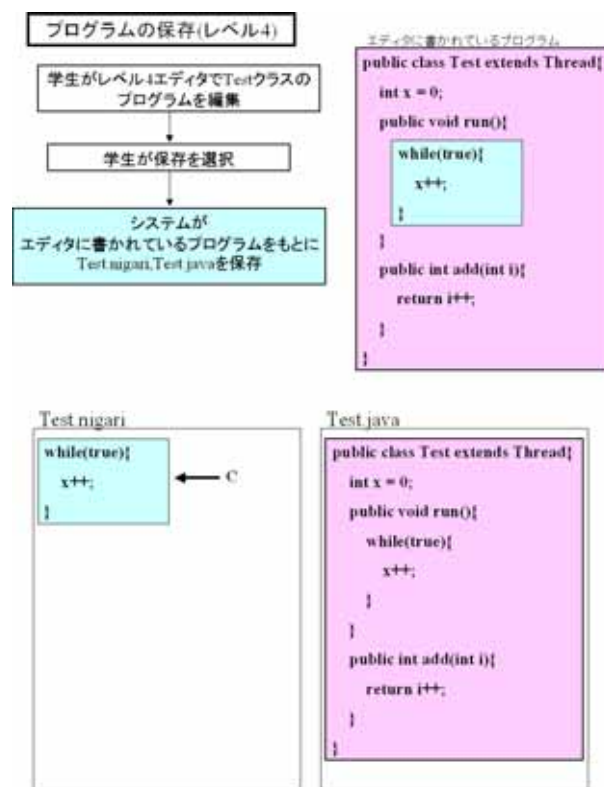 プログラムの保存(レベル4)
学生がレベル4エディタでTestクラスの
プログラムを編集
学生が保存を選択
システムが
エディタに書かれているプログラムをもとに
Test.nigari,Test.javaを保存
エディタに書かれているプログラム
public class Test extends Thread{
int x = 0;
public void run(){
while(true){
x++;
}
}
public int add(int i){
return i++;
}
}
Test.nigari
while(true){
x++;
}
C
Test.java
public class Test extends Thread{
int x = 0;
public void run(){
while(true){
x++;
}
}
public int add(int i){
return i++;
}
}